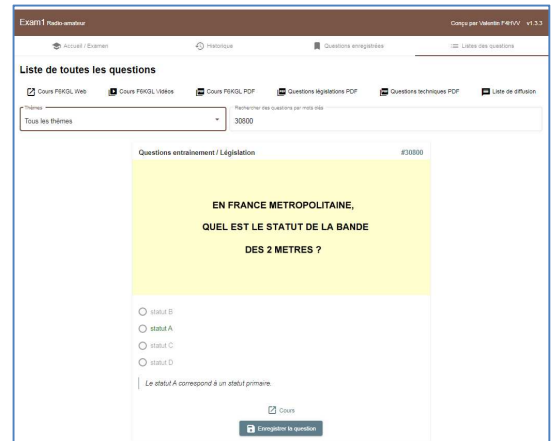 Exam1 Radio-amateur Conçu par Valentin F4HVV v1.3.3
Accueil / Examen Historique Questions enregistrées Listes des questions
Liste de toutes les questions
Cours F6KGL Web Cours F6KGL Vidéos Cours F6KGL PDF Questions législations PDF Questions techniques PDF Liste de diffusion
Thèmes Rechercher des questions par mots clés
Tous les thèmes 30800
Questions entrainement / Législation #30800
EN FRANCE METROPOLITAINE,
QUEL EST LE STATUT DE LA BANDE
DES 2 METRES ?
statut B
statut A
statut C
statut D
Le statut A correspond à un statut primaire.
Cours
Enregistrer la question